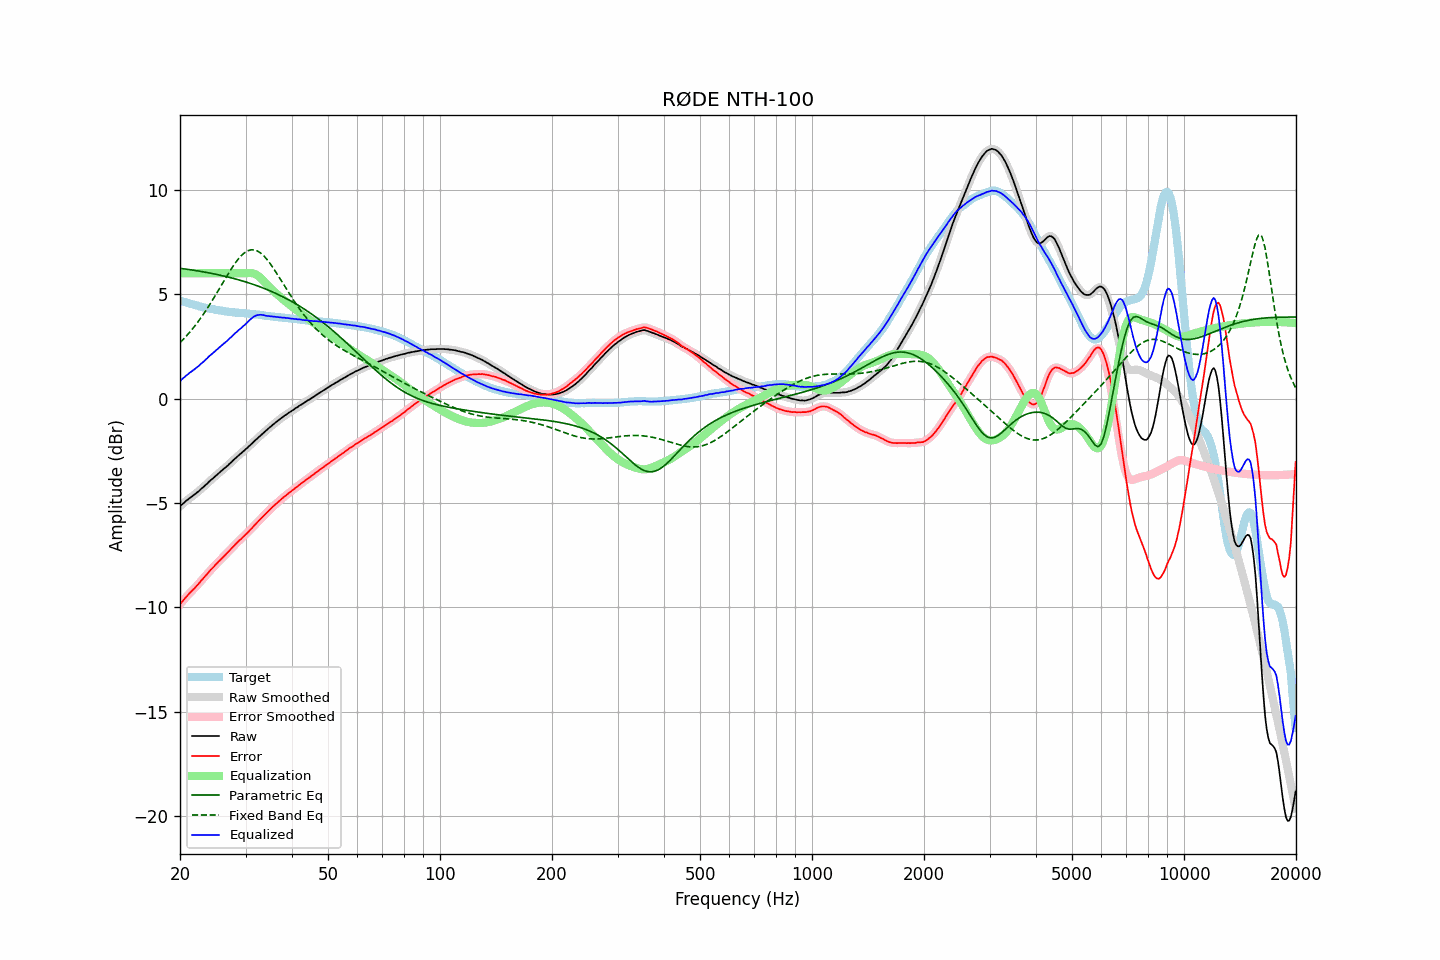 RØDE NTH-100
Amplitude (dBr)
10
5
0
−5
−10
−15
−20
Target
Raw Smoothed
Error Smoothed
Raw
Error
Equalization
Parametric Eq
Fixed Band Eq
Equalized
20 50 100 200 500 1000 2000 5000 10000 20000
Frequency (Hz)